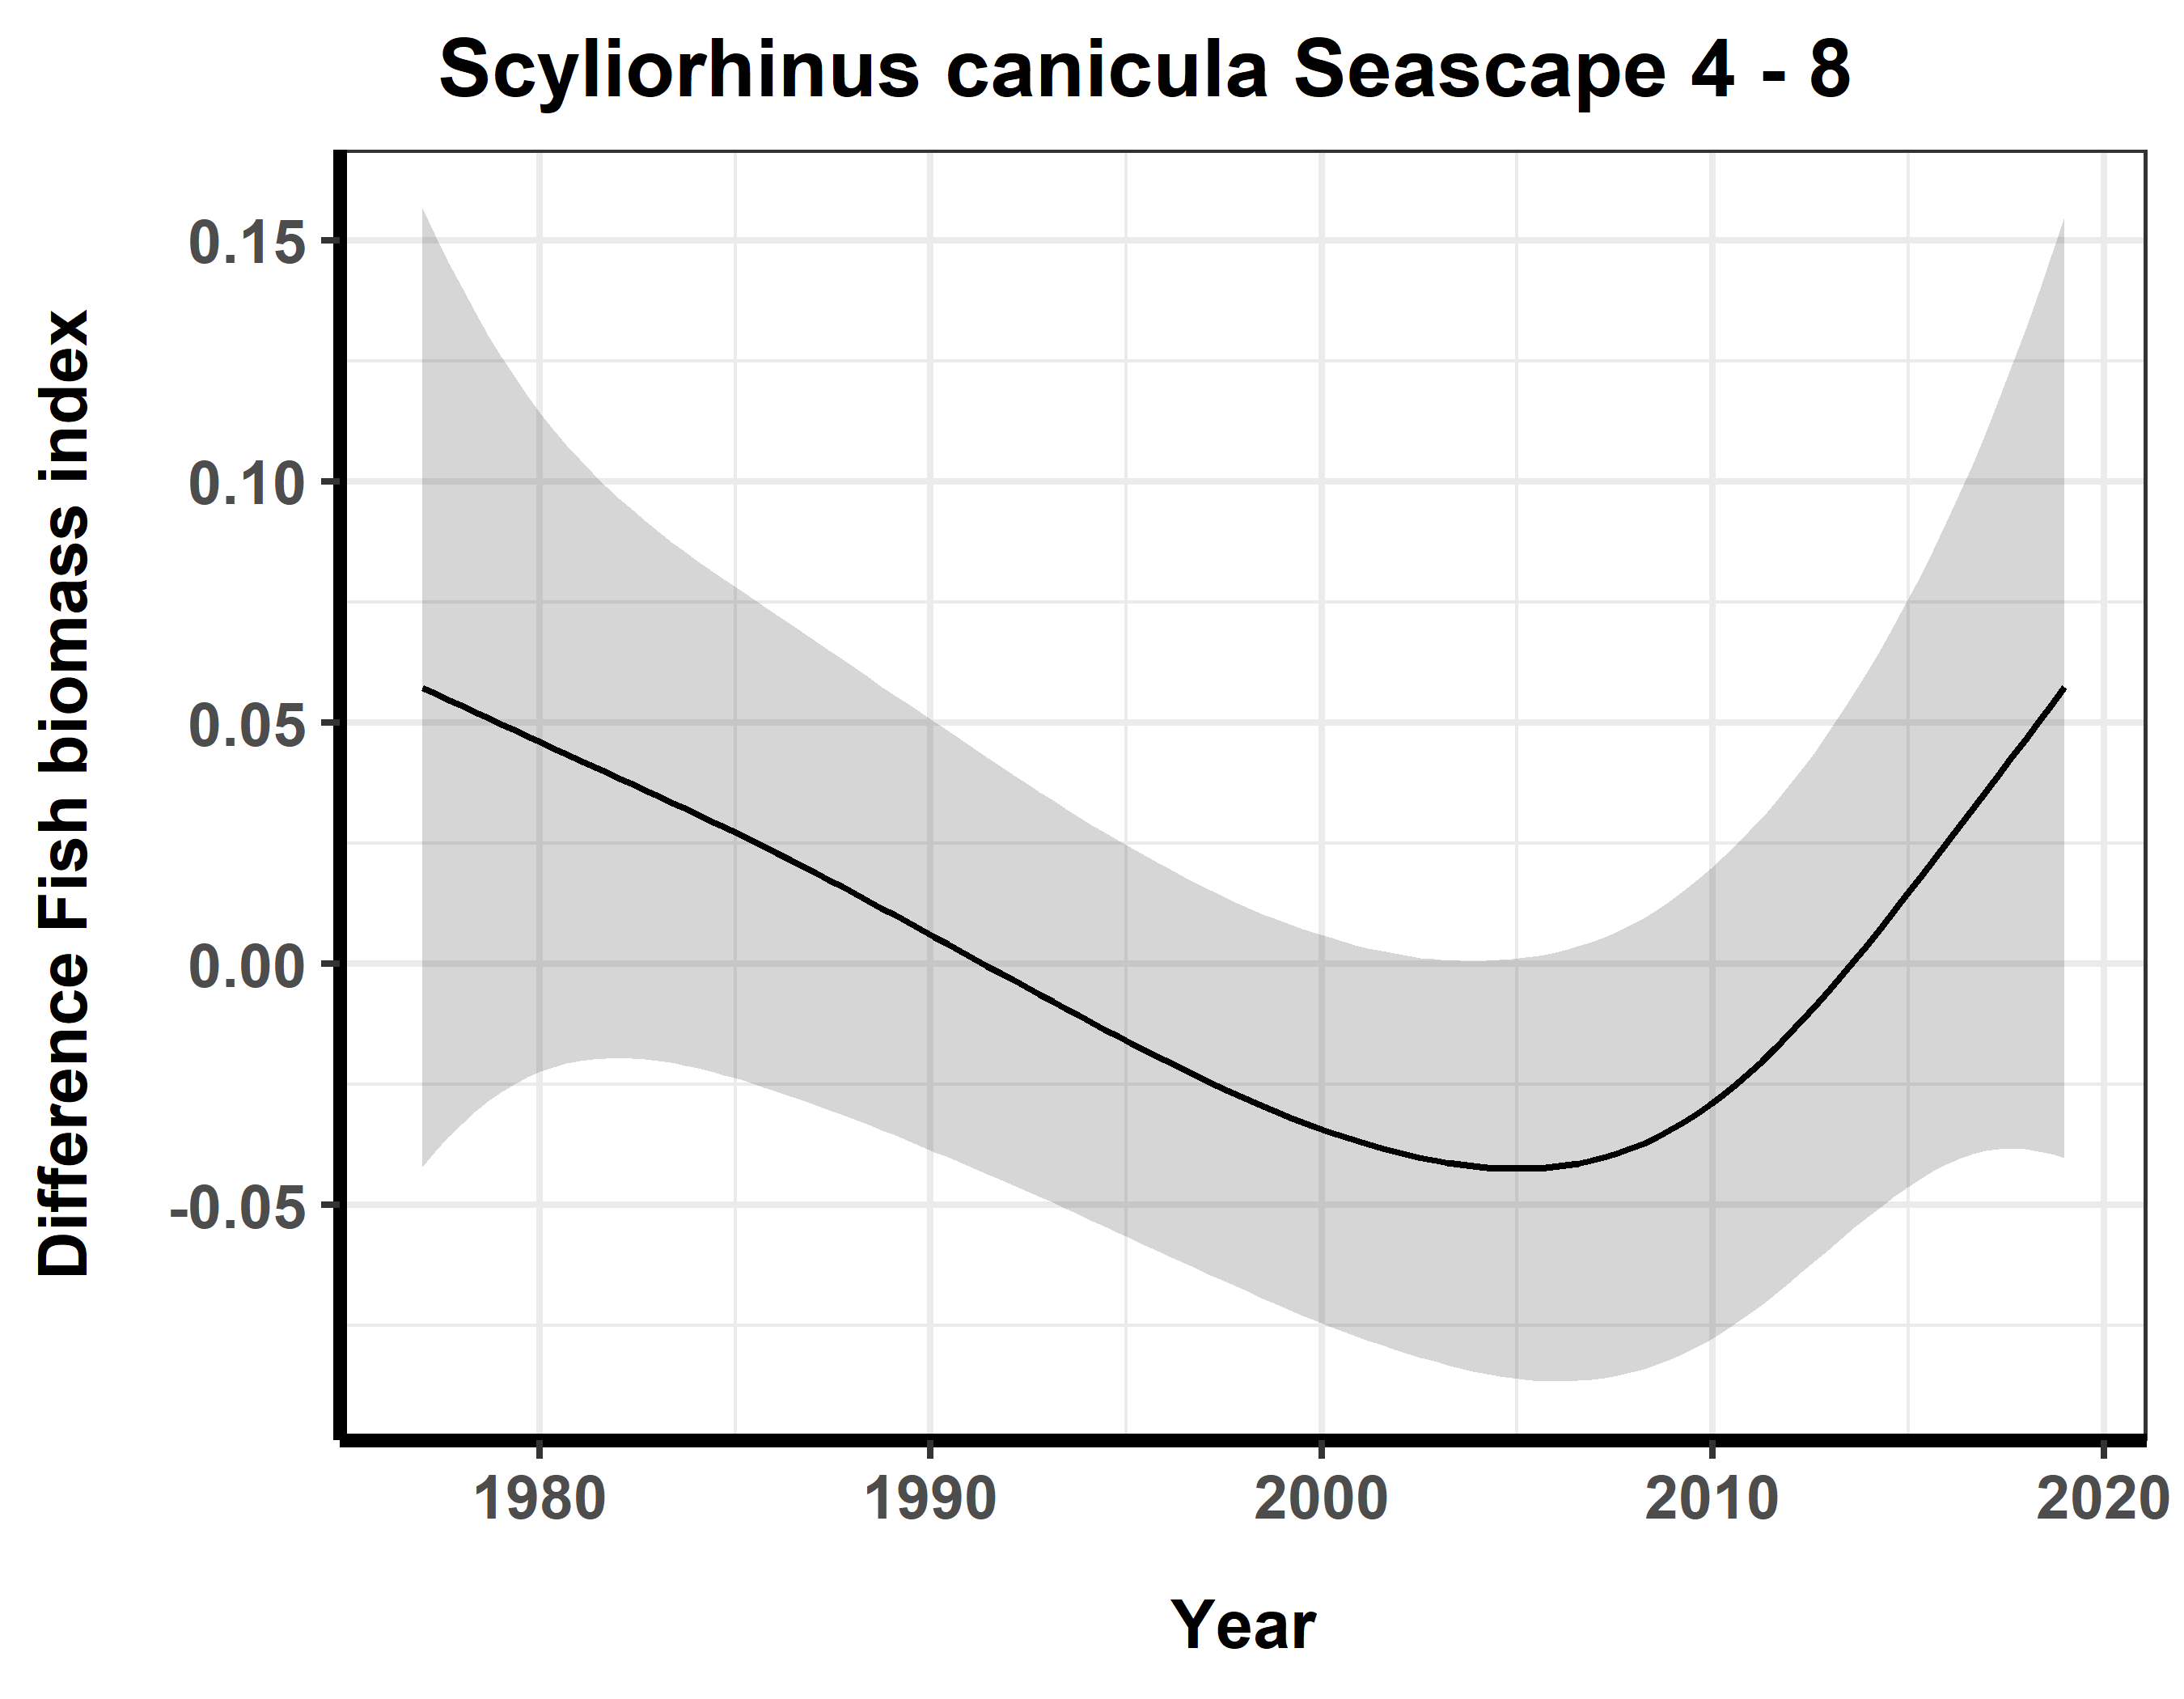 Scyliorhinus canicula Seascape 4 - 8
Difference Fish biomass index
0.15
0.10
0.05
0.00
-0.05
1980 1990 2000 2010 2020
Year